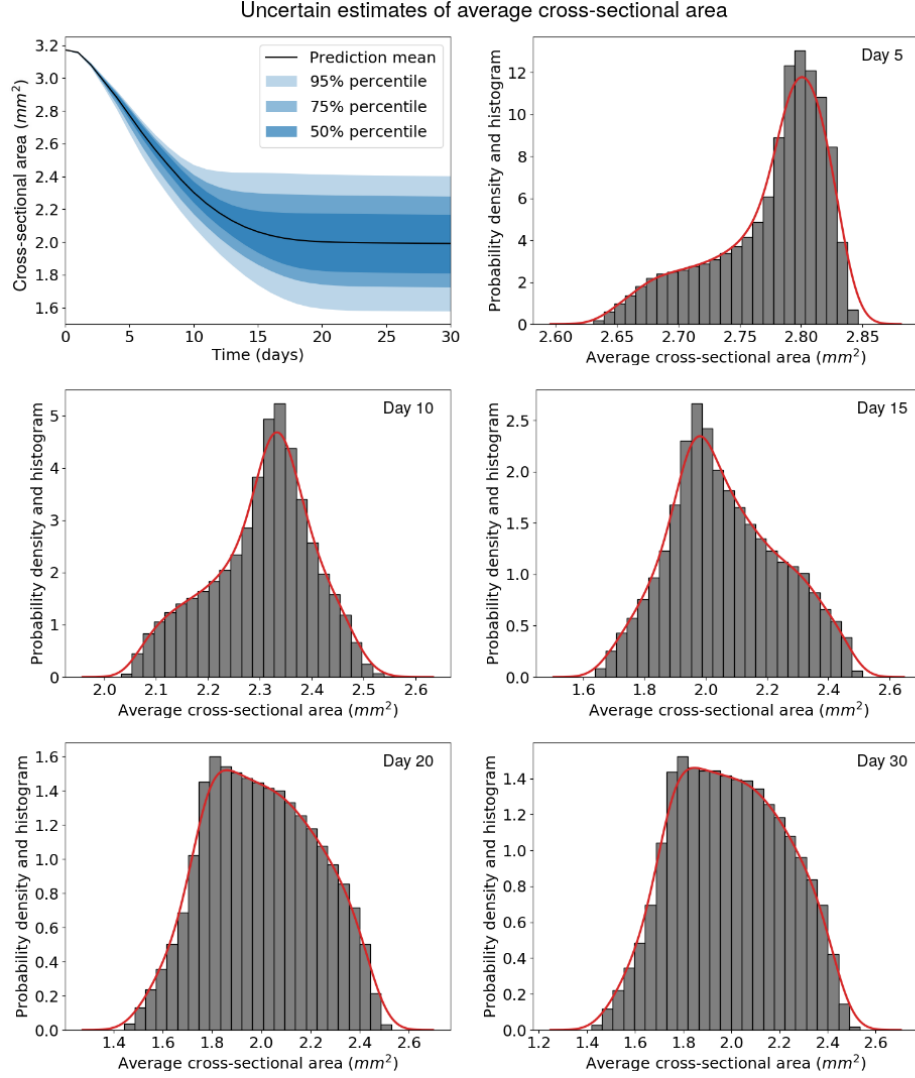 Uncertain estimates of average cross-sectional area
Cross-sectional area (mm²)
3.2
3.0
2.8
2.6
2.4
2.2
2.0
1.8
1.6
Prediction mean
95% percentile
75% percentile
50% percentile
0 5 10 15 20 25 30
Time (days)
Probability density and histogram
12
10
8
6
4
2
0
Day 5
2.60 2.65 2.70 2.75 2.80 2.85
Average cross-sectional area (mm²)
Probability density and histogram
5
4
3
2
1
0
Day 10
2.0 2.1 2.2 2.3 2.4 2.5 2.6
Average cross-sectional area (mm²)
Probability density and histogram
2.5
2.0
1.5
1.0
0.5
0
Day 15
1.6 1.8 2.0 2.2 2.4 2.6
Average cross-sectional area (mm²)
Probability density and histogram
1.6
1.4
1.2
1.0
0.8
0.6
0.4
0.2
0.0
Day 20
1.4 1.6 1.8 2.0 2.2 2.4 2.6
Average cross-sectional area (mm²)
Probability density and histogram
1.4
1.2
1.0
0.8
0.6
0.4
0.2
0.0
Day 30
1.2 1.4 1.6 1.8 2.0 2.2 2.4 2.6
Average cross-sectional area (mm²)